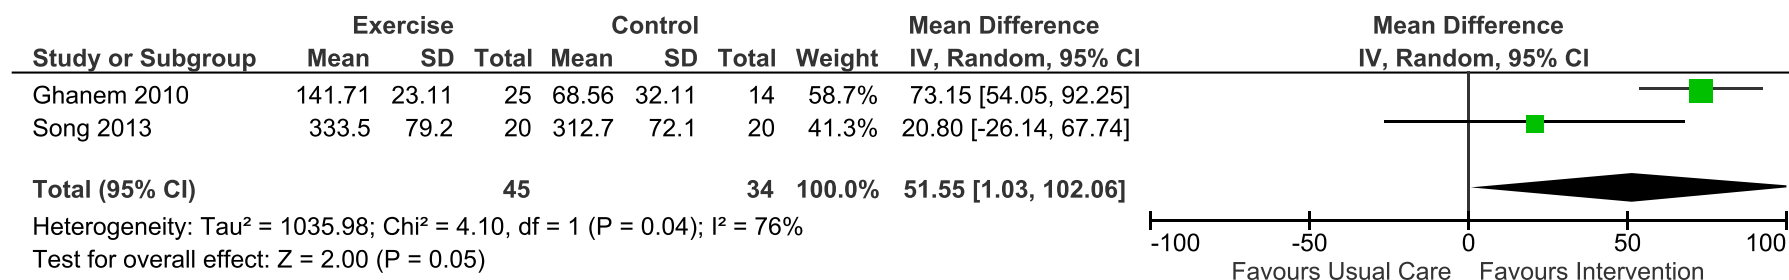 Exercise Control Mean Difference Mean Difference
Study or Subgroup Mean SD Total Mean SD Total Weight IV, Random, 95% CI IV, Random, 95% CI
Ghanem 2010 141.71 23.11 25 68.56 32.11 14 58.7% 73.15 [54.05, 92.25]
Song 2013 333.5 79.2 20 312.7 72.1 20 41.3% 20.80 [-26.14, 67.74]
Total (95% CI) 45 34 100.0% 51.55 [1.03, 102.06]
Heterogeneity: Tau² = 1035.98; Chi² = 4.10, df = 1 (P = 0.04); I² = 76%
Test for overall effect: Z = 2.00 (P = 0.05)
-100 -50 0 50 100
Favours Usual Care Favours Intervention